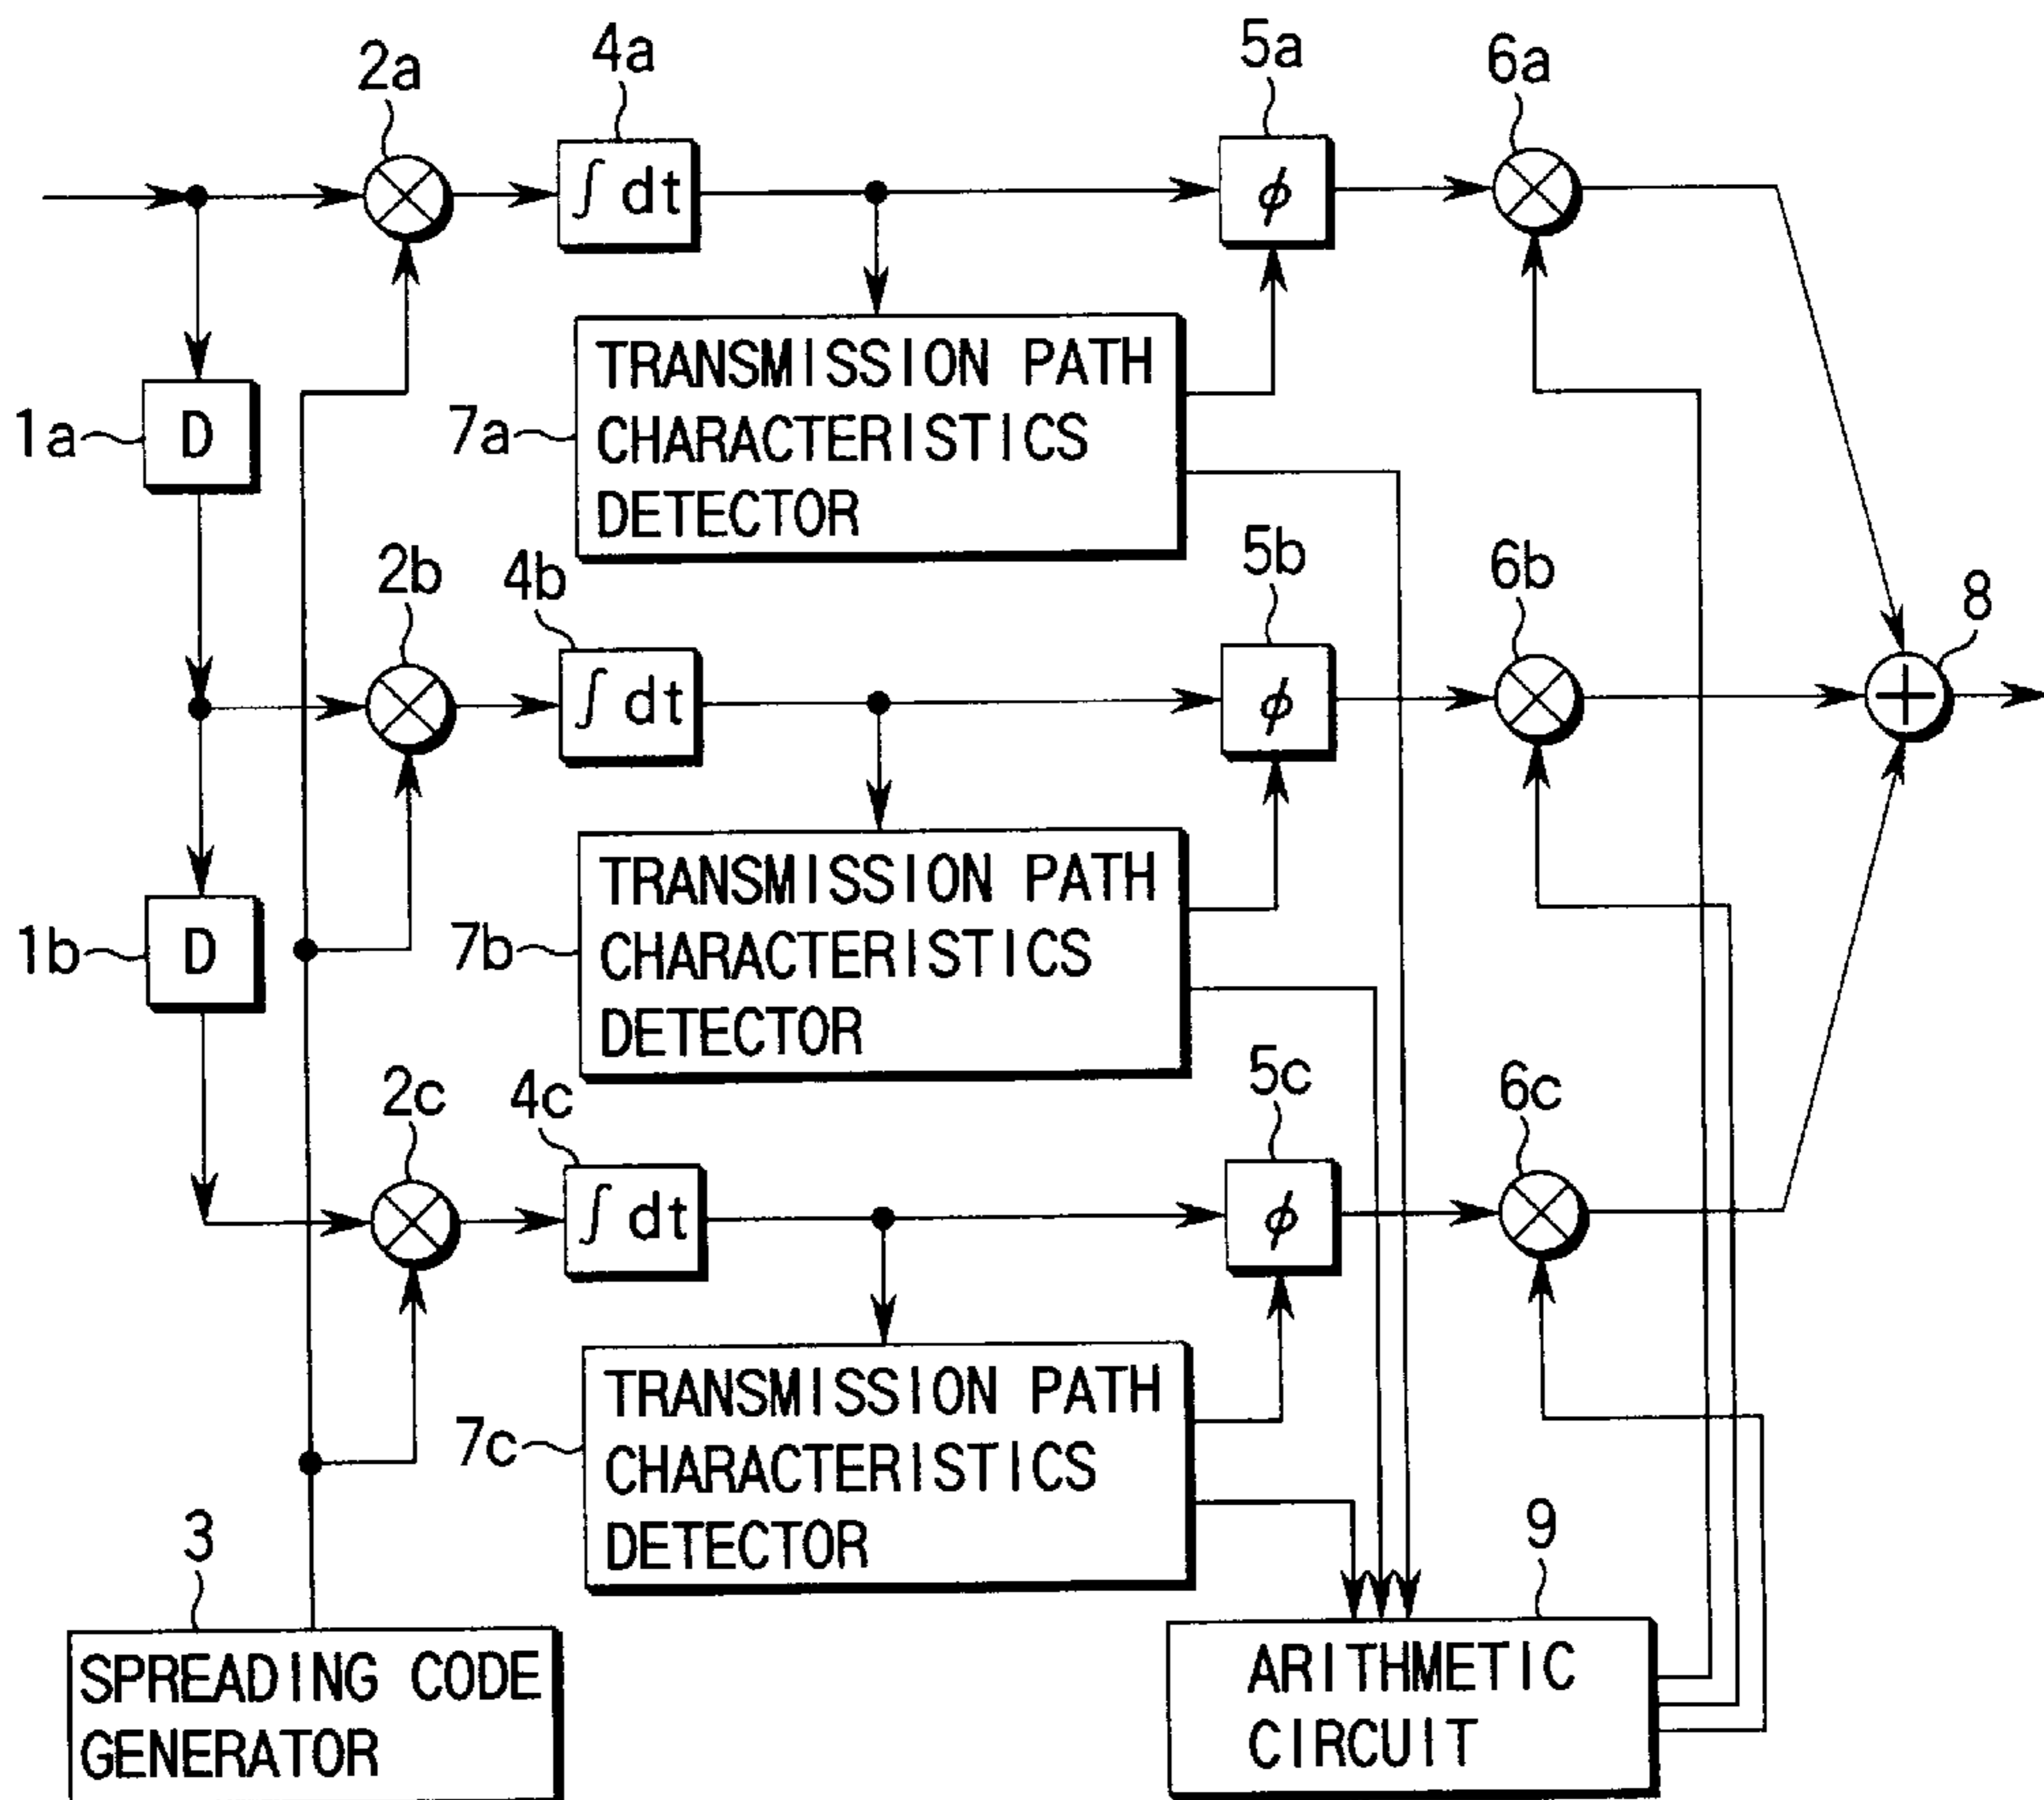 2a
4a
5a
6a
∫dt
ϕ
TRANSMISSION PATH
CHARACTERISTICS
DETECTOR
7a
1a
D
2b
4b
5b
6b
8
∫dt
ϕ
TRANSMISSION PATH
CHARACTERISTICS
DETECTOR
7b
1b
D
2c
4c
5c
6c
∫dt
ϕ
TRANSMISSION PATH
CHARACTERISTICS
DETECTOR
7c
3
9
SPREADING CODE
GENERATOR
ARITHMETIC
CIRCUIT